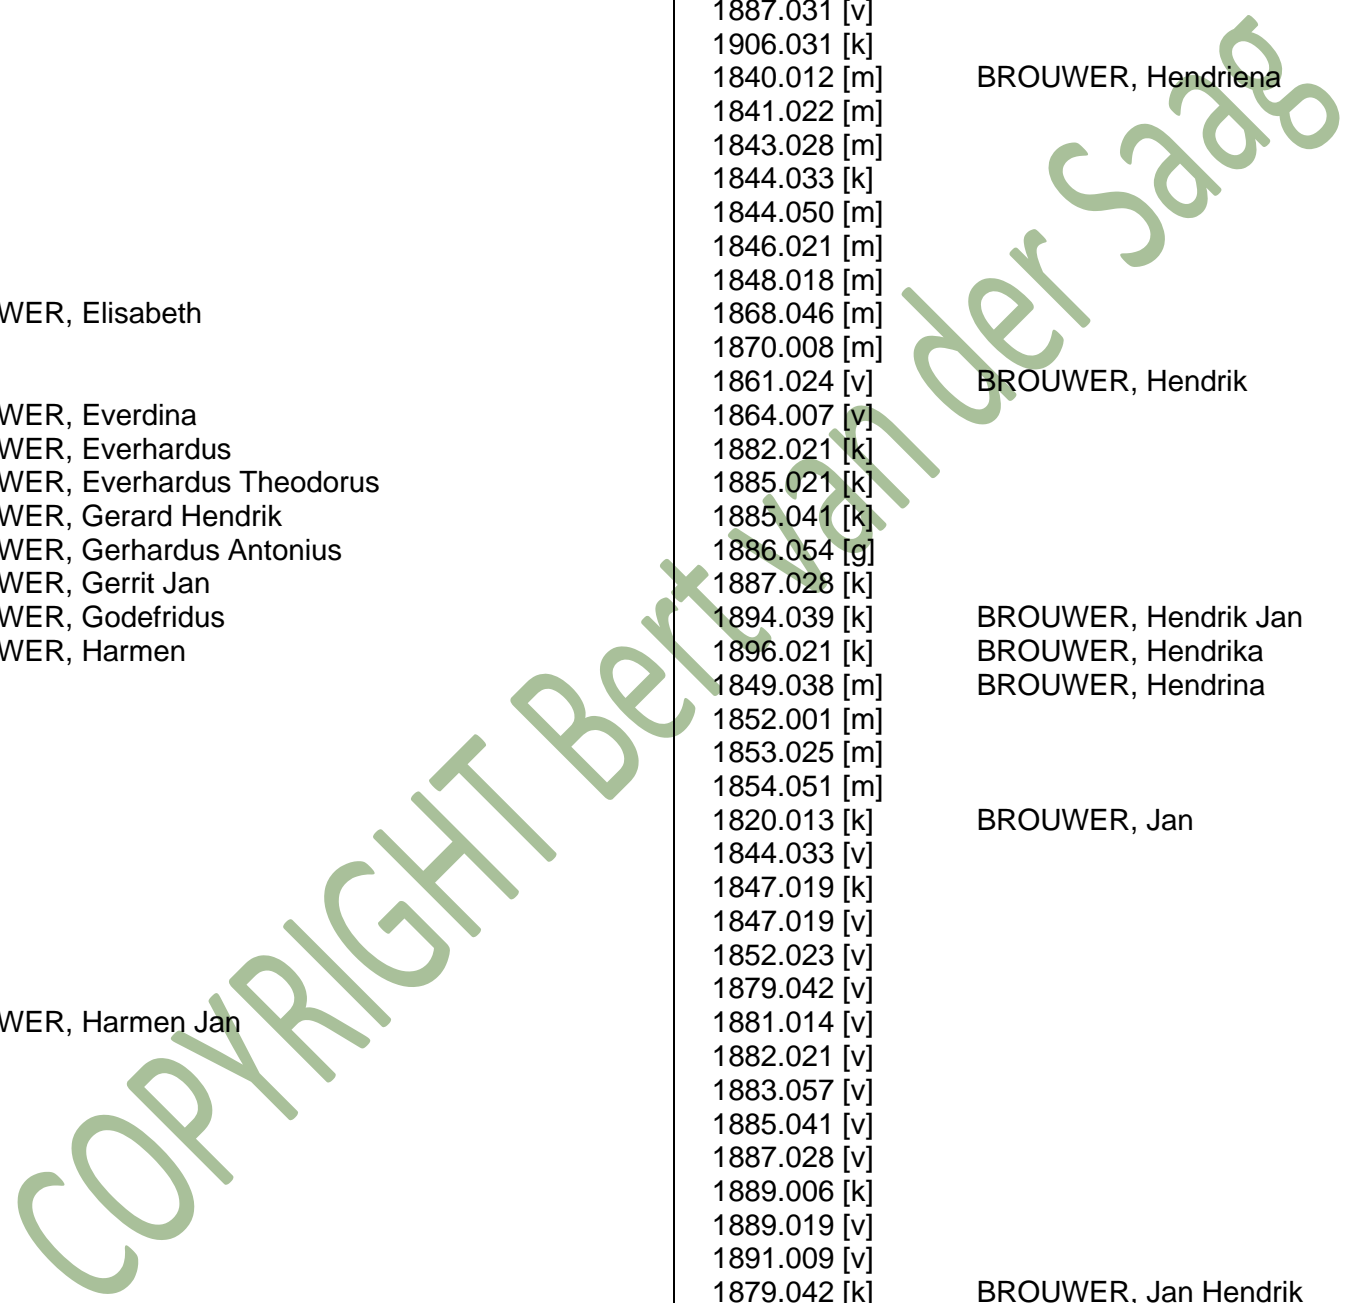 WER, Elisabeth
WER, Everdina
WER, Everhardus
WER, Everhardus Theodorus
WER, Gerard Hendrik
WER, Gerhardus Antonius
WER, Gerrit Jan
WER, Godefridus
WER, Harmen
WER, Harmen Jan
1887.031 [v]
1906.031 [k]
1840.012 [m] BROUWER, Hendriena
1841.022 [m]
1843.028 [m]
1844.033 [k]
1844.050 [m]
1846.021 [m]
1848.018 [m]
1868.046 [m]
1870.008 [m]
1861.024 [v] BROUWER, Hendrik
1864.007 [v]
1882.021 [k]
1885.021 [k]
1885.041 [k]
1886.054 [g]
1887.028 [k]
1894.039 [k] BROUWER, Hendrik Jan
1896.021 [k] BROUWER, Hendrika
1849.038 [m] BROUWER, Hendrina
1852.001 [m]
1853.025 [m]
1854.051 [m]
1820.013 [k] BROUWER, Jan
1844.033 [v]
1847.019 [k]
1847.019 [v]
1852.023 [v]
1879.042 [v]
1881.014 [v]
1882.021 [v]
1883.057 [v]
1885.041 [v]
1887.028 [v]
1889.006 [k]
1889.019 [v]
1891.009 [v]
1879.042 [k] BROUWER, Jan Hendrik
COPYRIGHT Bert van der Saag